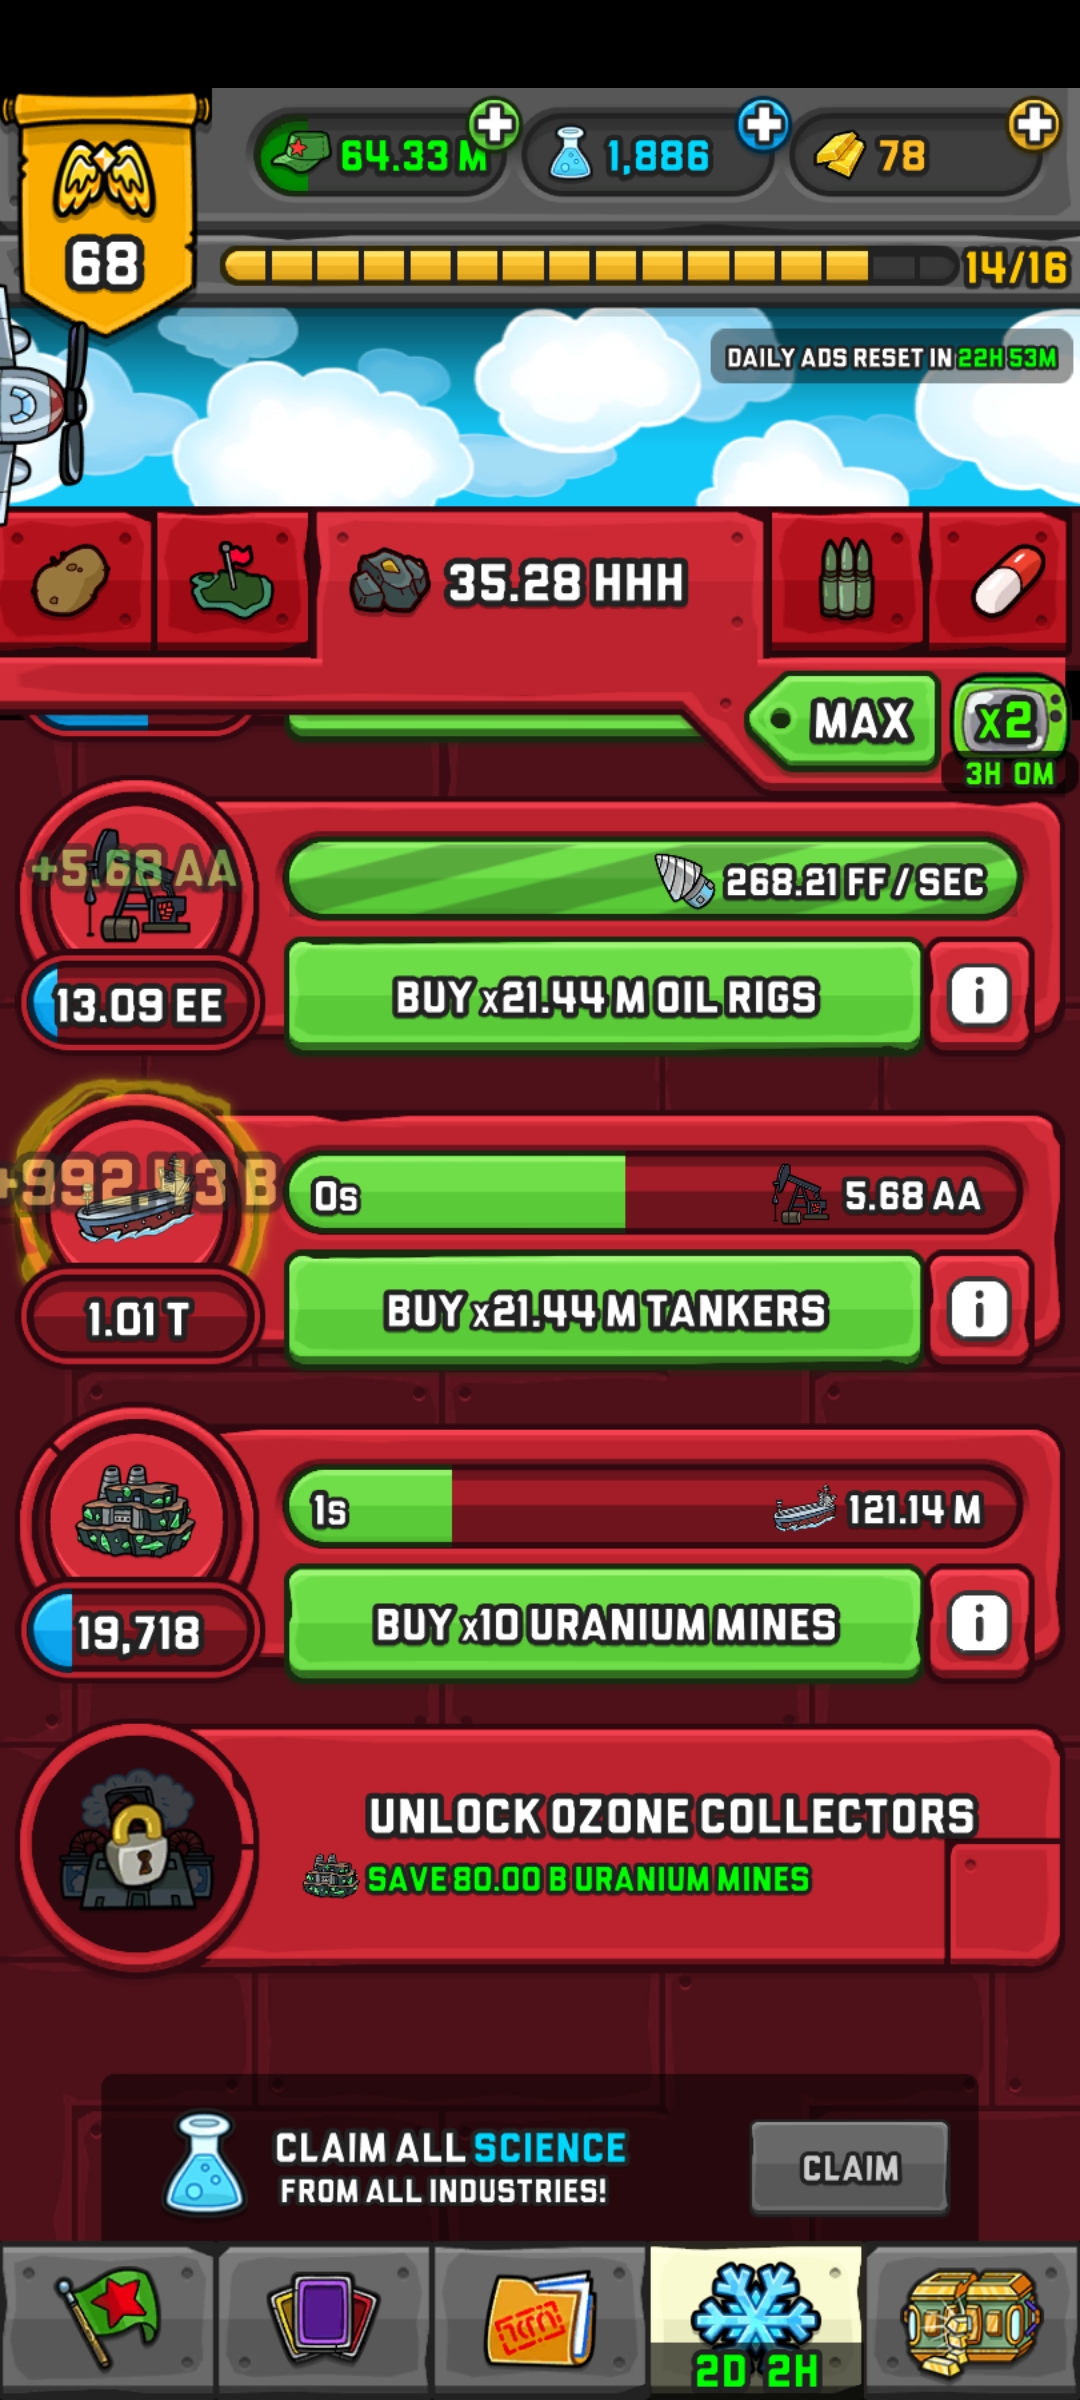 64.33 M
1,886
78
68
14/16
DAILY ADS RESET IN 22H 53M
35.28 HHH
MAX
x2
3H 0M
+5.68 AA
268.21 FF / SEC
13.09 EE
BUY x21.44 M OIL RIGS
i
+992.43 B
0s
5.68 AA
1.01 T
BUY x21.44 M TANKERS
i
1s
121.14 M
19,718
BUY x10 URANIUM MINES
i
UNLOCK OZONE COLLECTORS
SAVE 80.00 B URANIUM MINES
CLAIM ALL SCIENCE
FROM ALL INDUSTRIES!
CLAIM
2D 2H